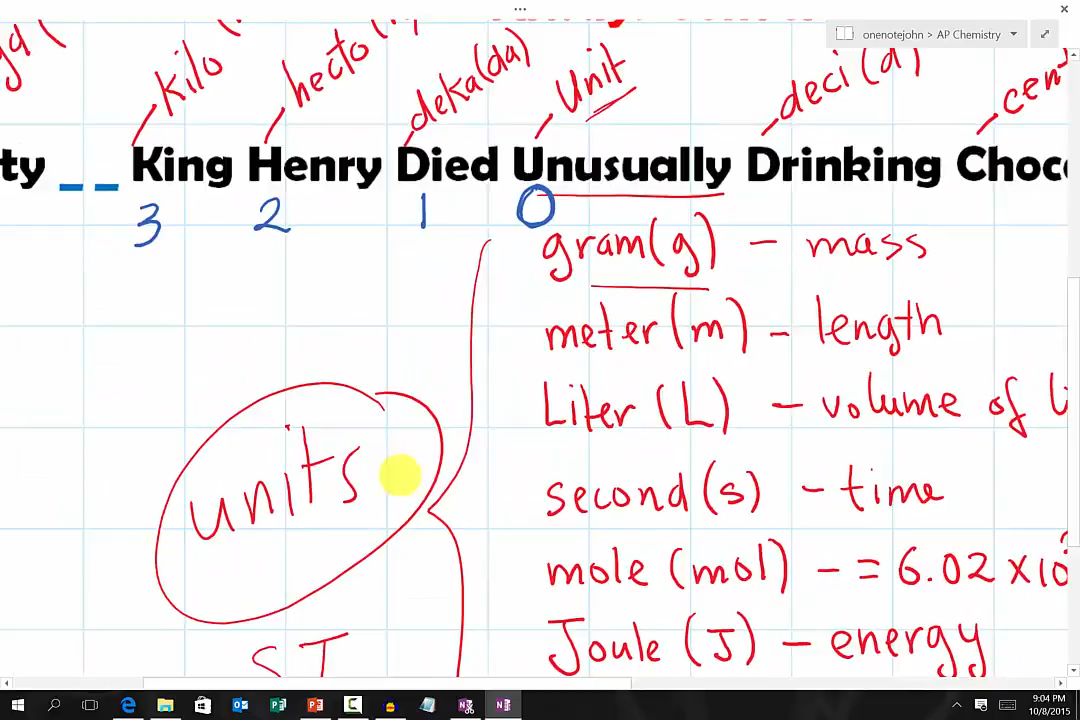 onenotejohn > AP Chemistry
kilo hecto deka(da) Unit deci(d) cent
ty _ _ King Henry Died Unusually Drinking Choc
3 2 1 0
gram(g) - mass
meter(m) - length
Liter (L) - volume of
units
second(s) - time
mole (mol) - = 6.02 x 10
Joule (J) - energy
SI
9:04 PM
10/8/2015